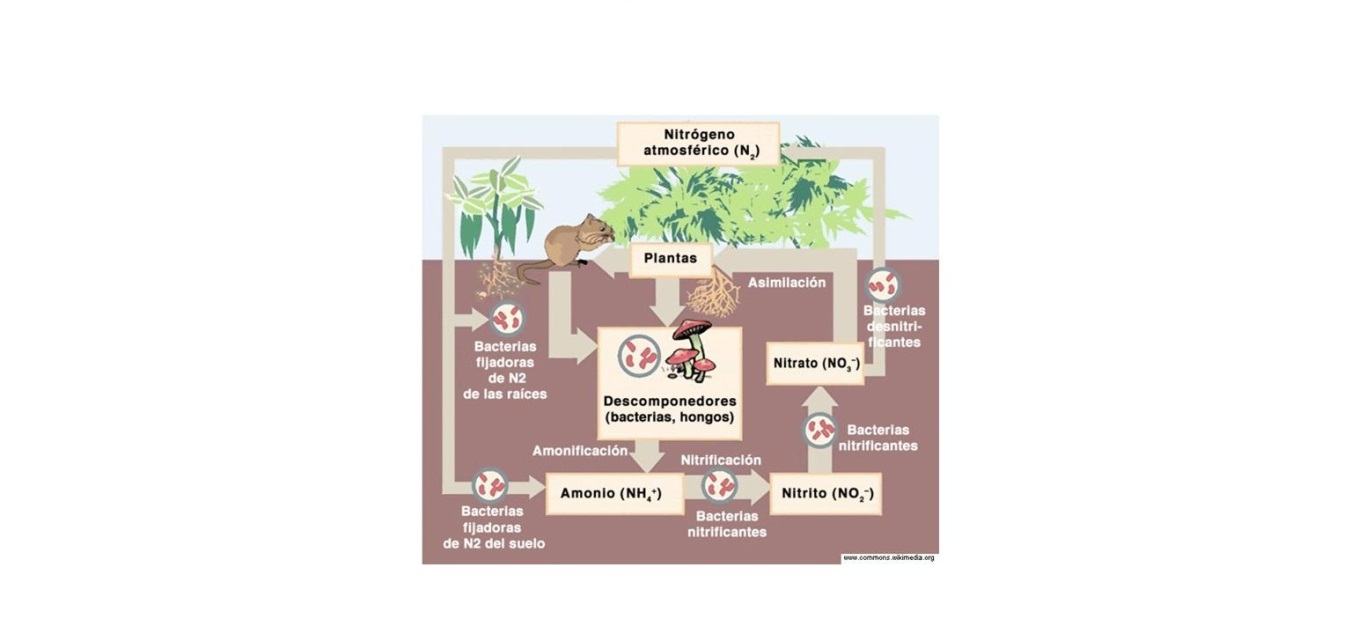 Nitrógeno
atmosférico (N₂)
Plantas
Asimilación
Bacterias
desnitri-
ficantes
Bacterias
fijadoras
de N2
de las raíces
Nitrato (NO₃⁻)
Descomponedores
(bacterias, hongos)
Bacterias
nitrificantes
Amonificación
Nitrificación
Amonio (NH₄⁺)
Nitrito (NO₂⁻)
Bacterias
fijadoras
de N2 del suelo
Bacterias
nitrificantes
www.commons.wikimedia.org